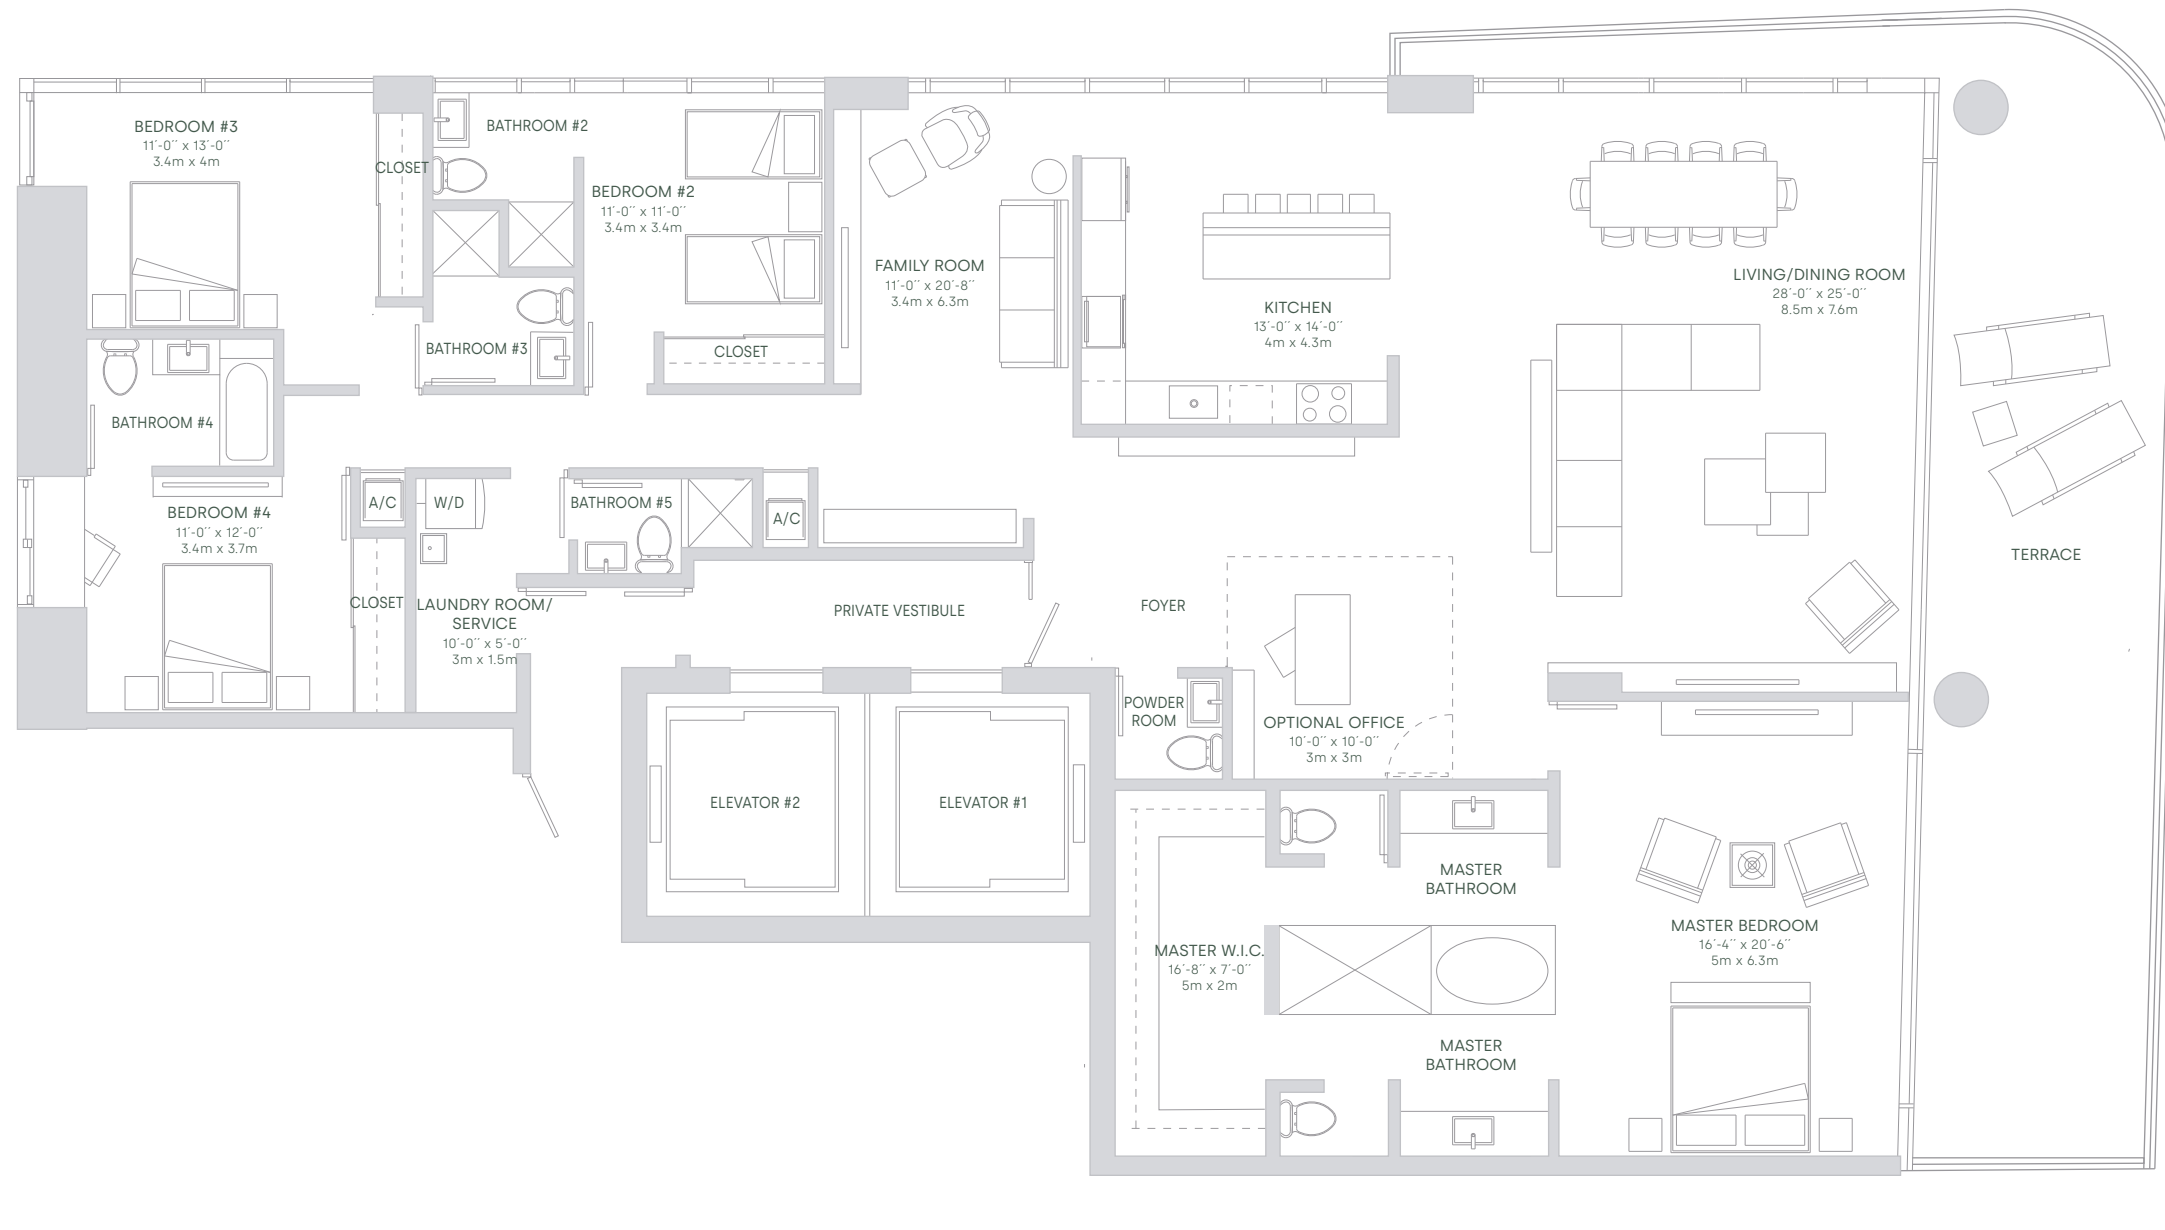 BEDROOM #3
11´-0´´ x 13´-0´´
3.4m x 4m
CLOSET
BATHROOM #2
BEDROOM #2
11´-0´´ x 11´-0´´
3.4m x 3.4m
FAMILY ROOM
11´-0´´ x 20´-8´´
3.4m x 6.3m
KITCHEN
13´-0´´ x 14´-0´´
4m x 4.3m
LIVING/DINING ROOM
28´-0´´ x 25´-0´´
8.5m x 7.6m
BATHROOM #3
CLOSET
BATHROOM #4
BEDROOM #4
11´-0´´ x 12´-0´´
3.4m x 3.7m
A/C
W/D
BATHROOM #5
A/C
TERRACE
CLOSET
LAUNDRY ROOM/
SERVICE
10´-0´´ x 5´-0´´
3m x 1.5m
PRIVATE VESTIBULE
FOYER
POWDER
ROOM
OPTIONAL OFFICE
10´-0´´ x 10´-0´´
3m x 3m
ELEVATOR #2
ELEVATOR #1
MASTER
BATHROOM
MASTER W.I.C.
16´-8´´ x 7´-0´´
5m x 2m
MASTER BEDROOM
16´-4´´ x 20´-6´´
5m x 6.3m
MASTER
BATHROOM